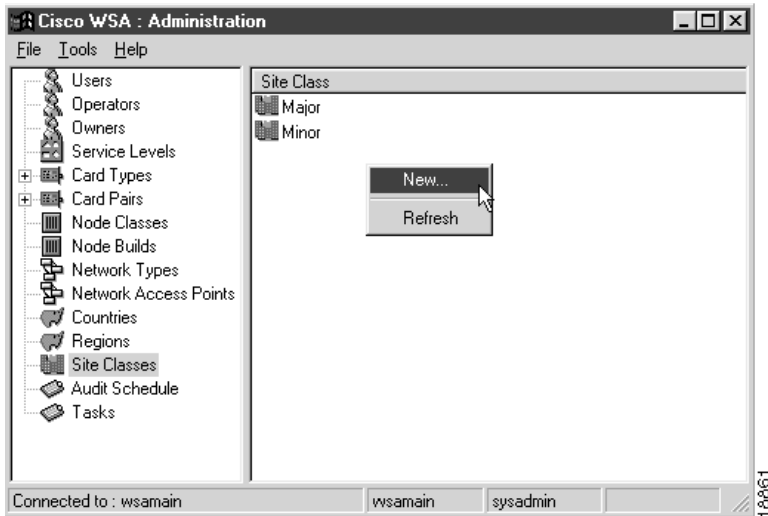 Cisco WSA : Administration
File Tools Help
Users
Operators
Owners
Service Levels
Card Types
Card Pairs
Node Classes
Node Builds
Network Types
Network Access Points
Countries
Regions
Site Classes
Audit Schedule
Tasks
Site Class
Major
Minor
New...
Refresh
Connected to : wsamain wsamain sysadmin
18061